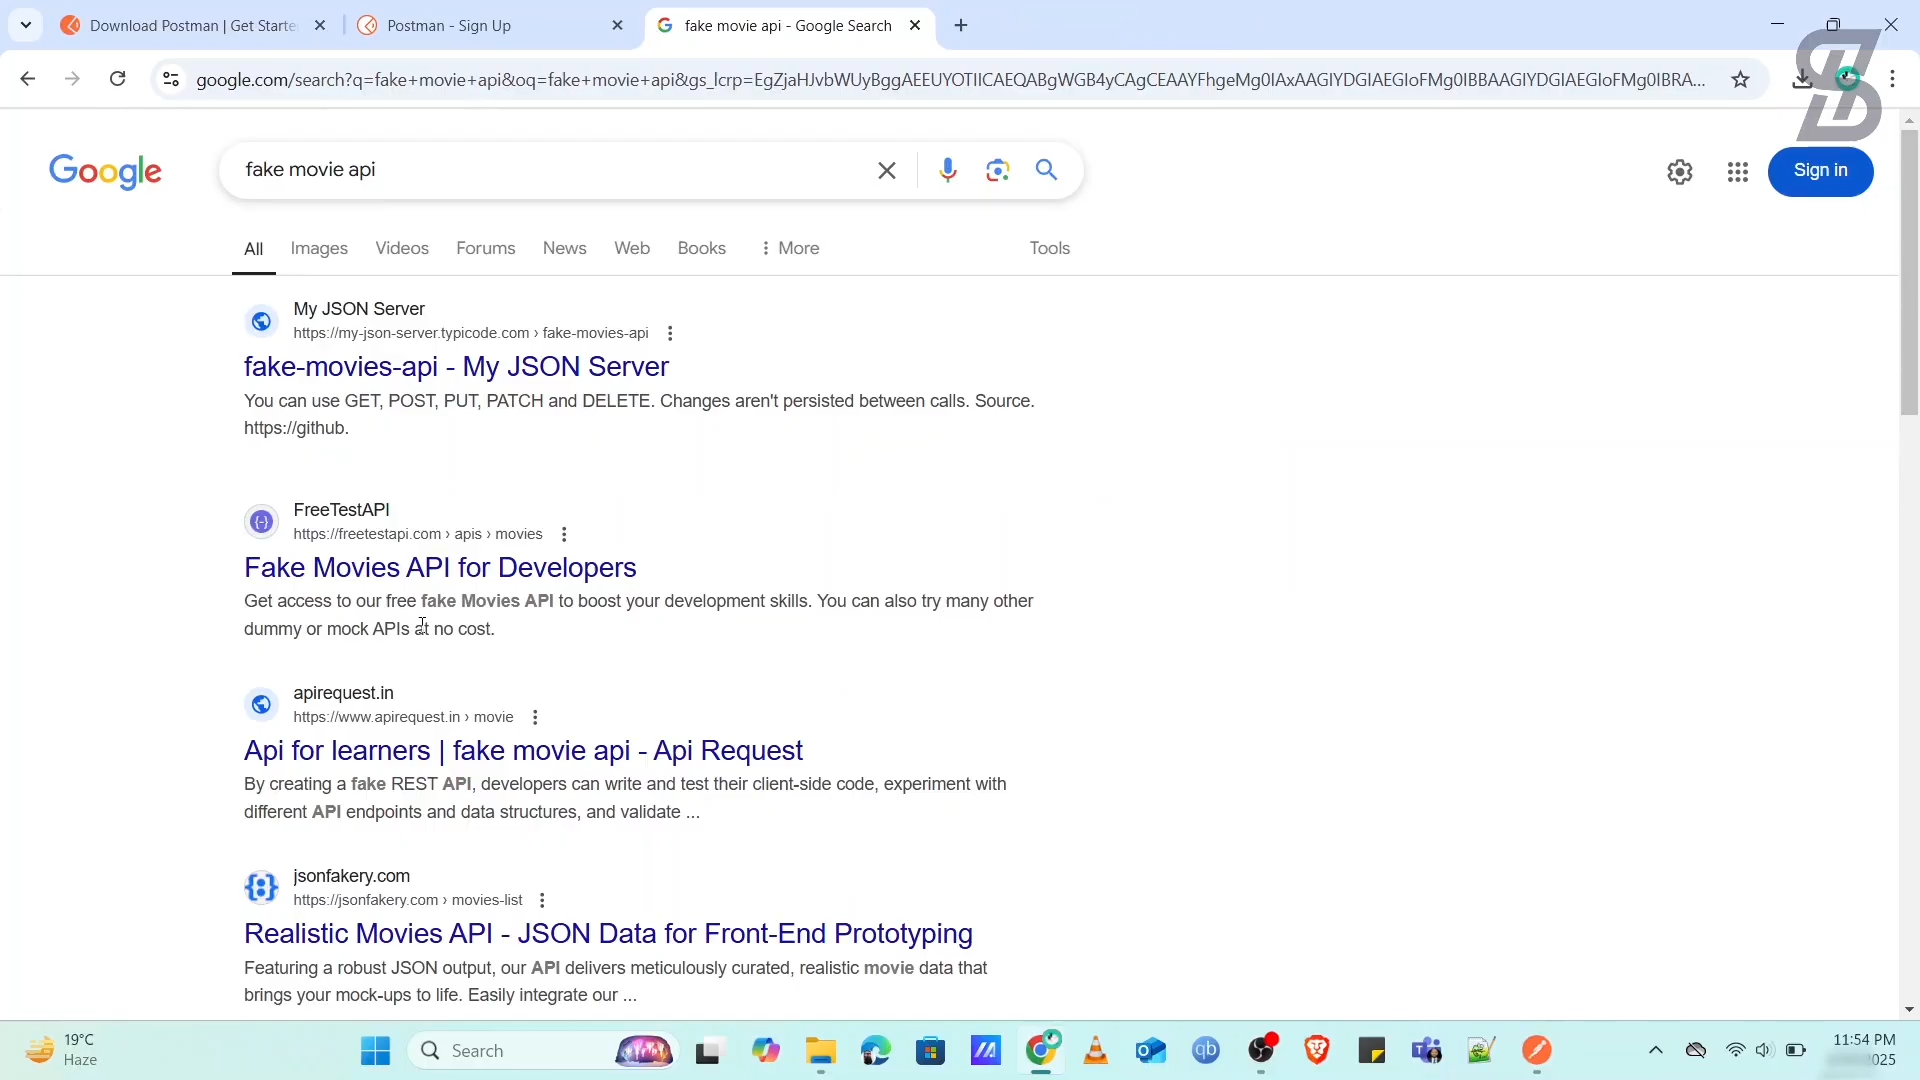 Download Postman | Get Starte
Postman - Sign Up
fake movie api - Google Search
google.com/search?q=fake+movie+api&oq=fake+movie+api&gs_lcrp=EgZjaHJvbWUyBggAEEUYOTIICAEQABgWGB4yCAgCEAAYFhgeMg0IAxAAGIYDGIAEGIoFMg0IBBAAGIYDGIAEGIoFMg0IBRA...
Google
fake movie api
Sign in
All Images Videos Forums News Web Books More Tools
My JSON Server
https://my-json-server.typicode.com › fake-movies-api
fake-movies-api - My JSON Server
You can use GET, POST, PUT, PATCH and DELETE. Changes aren't persisted between calls. Source.
https://github.
FreeTestAPI
https://freetestapi.com › apis › movies
Fake Movies API for Developers
Get access to our free fake Movies API to boost your development skills. You can also try many other
dummy or mock APIs at no cost.
apirequest.in
https://www.apirequest.in › movie
Api for learners | fake movie api - Api Request
By creating a fake REST API, developers can write and test their client-side code, experiment with
different API endpoints and data structures, and validate ...
jsonfakery.com
https://jsonfakery.com › movies-list
Realistic Movies API - JSON Data for Front-End Prototyping
Featuring a robust JSON output, our API delivers meticulously curated, realistic movie data that
brings your mock-ups to life. Easily integrate our ...
19°C
Haze
Search
qb
11:54 PM
2025